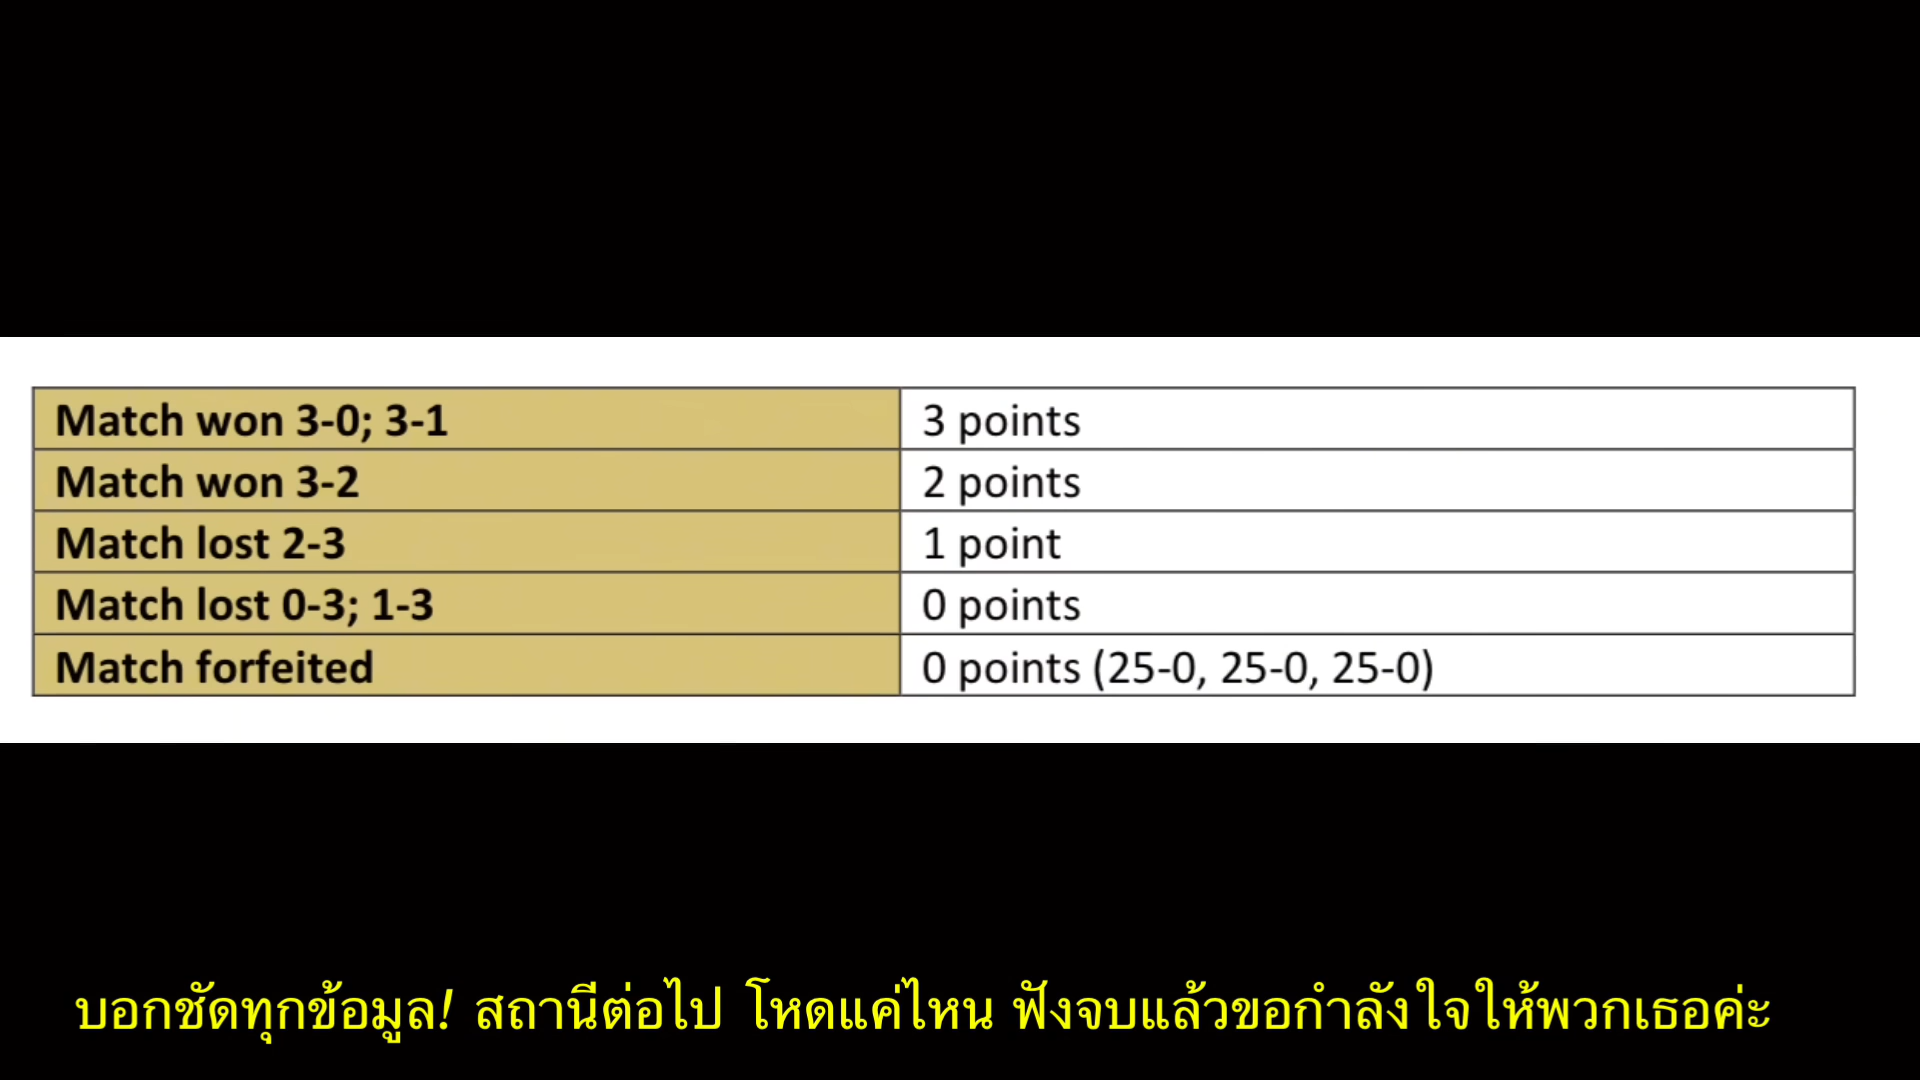 Match won 3-0; 3-1 3 points
Match won 3-2 2 points
Match lost 2-3 1 point
Match lost 0-3; 1-3 0 points
Match forfeited 0 points (25-0, 25-0, 25-0)
บอกชัดทุกข้อมูล! สถานีต่อไป โหดแค่ไหน ฟังจบแล้วขอกำลังใจให้พวกเธอค่ะ